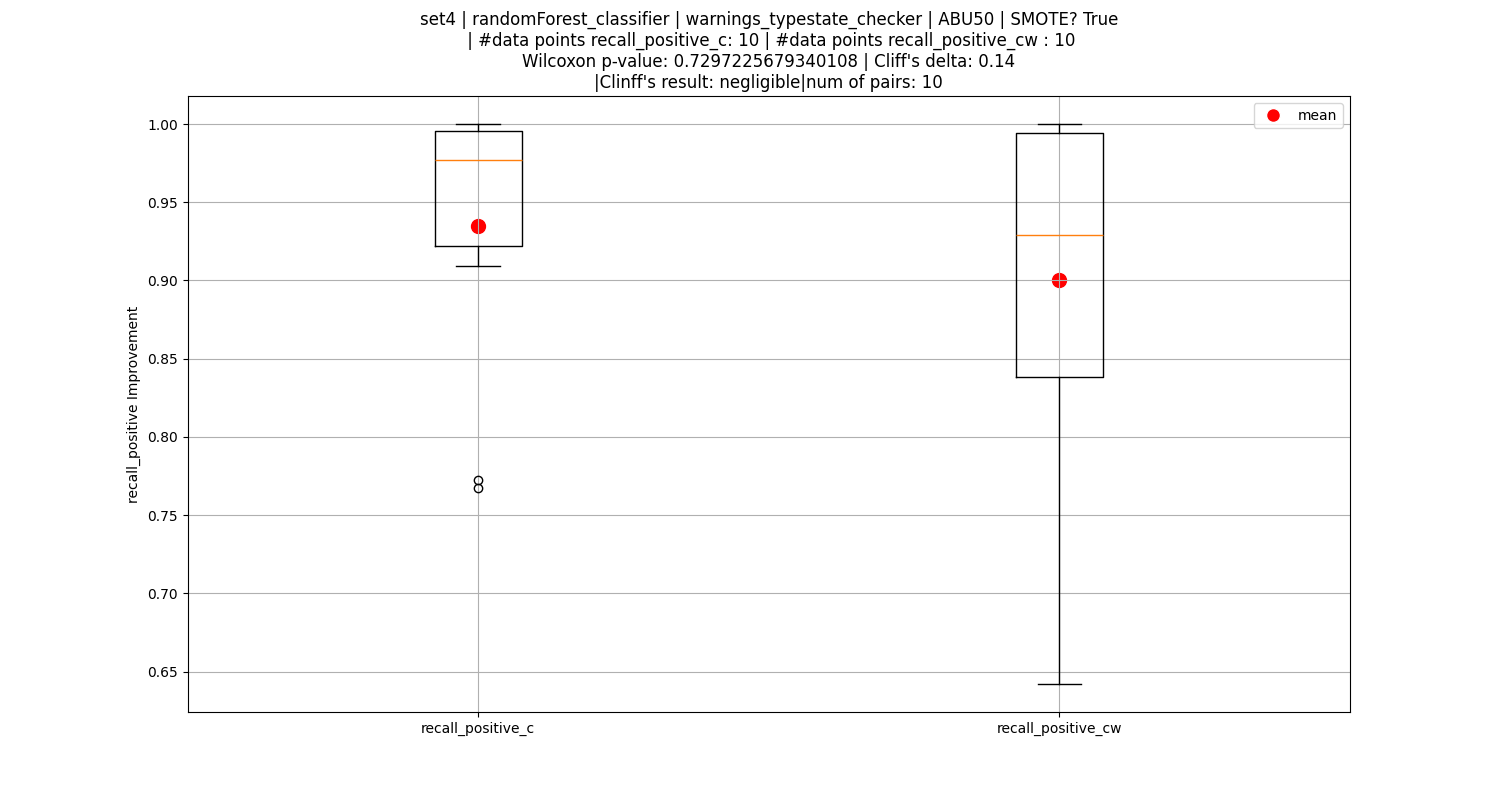 set4 | randomForest_classifier | warnings_typestate_checker | ABU50 | SMOTE? True
| #data points recall_positive_c: 10 | #data points recall_positive_cw : 10
Wilcoxon p-value: 0.7297225679340108 | Cliff's delta: 0.14
|Clinff's result: negligible|num of pairs: 10
mean
1.00
0.95
0.90
0.85
0.80
0.75
0.70
0.65
recall_positive Improvement
recall_positive_c
recall_positive_cw